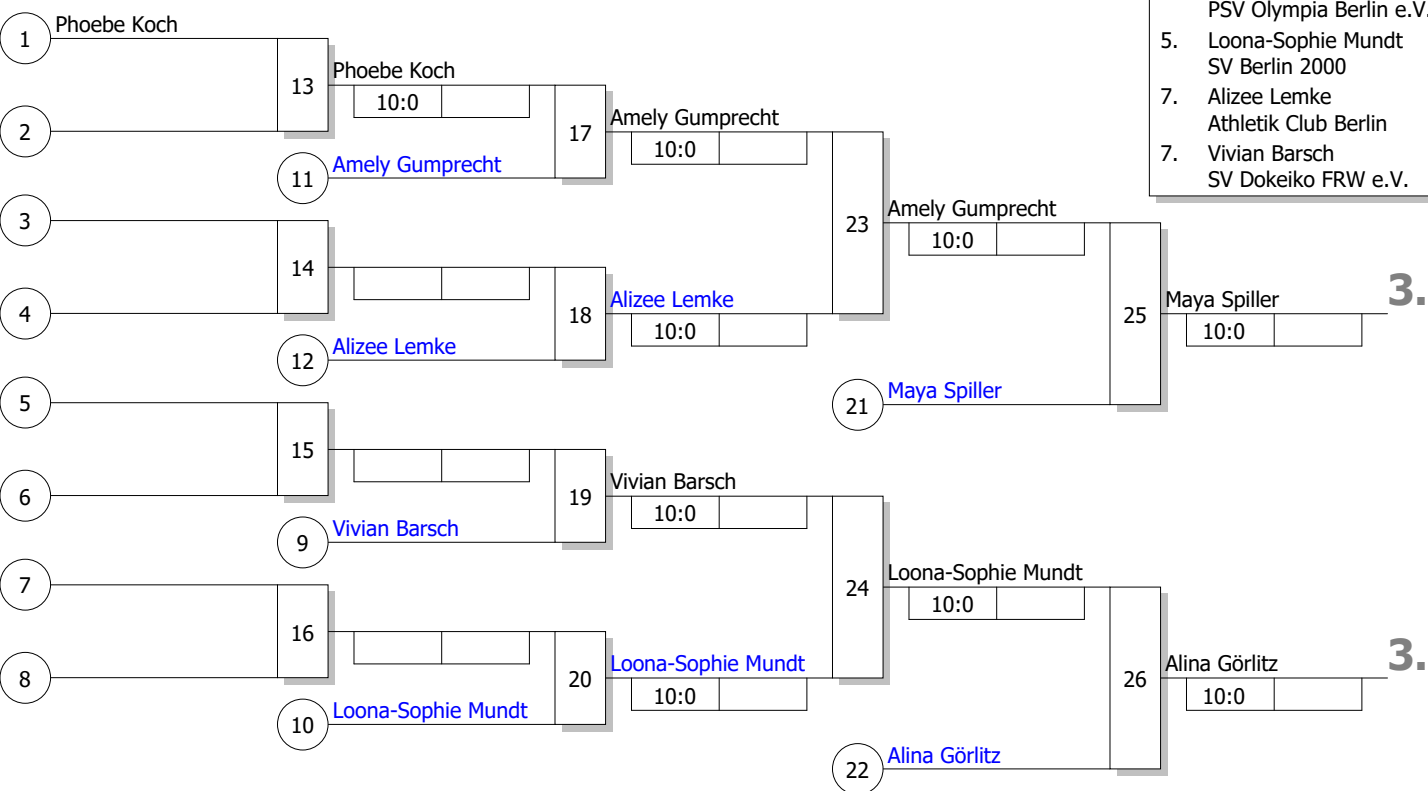 PSV Olympia Berlin e.V.
5. Loona-Sophie Mundt
SV Berlin 2000
7. Alizee Lemke
Athletik Club Berlin
7. Vivian Barsch
SV Dokeiko FRW e.V.
1 Phoebe Koch
2
13
Phoebe Koch
10:0
11 Amely Gumprecht
17
Amely Gumprecht
10:0
3
4
14
12 Alizee Lemke
18
Alizee Lemke
10:0
23
Amely Gumprecht
10:0
21 Maya Spiller
25
Maya Spiller
10:0
3.
5
6
15
9 Vivian Barsch
19
Vivian Barsch
10:0
7
8
16
10 Loona-Sophie Mundt
20
Loona-Sophie Mundt
10:0
24
Loona-Sophie Mundt
10:0
22 Alina Görlitz
26
Alina Görlitz
10:0
3.